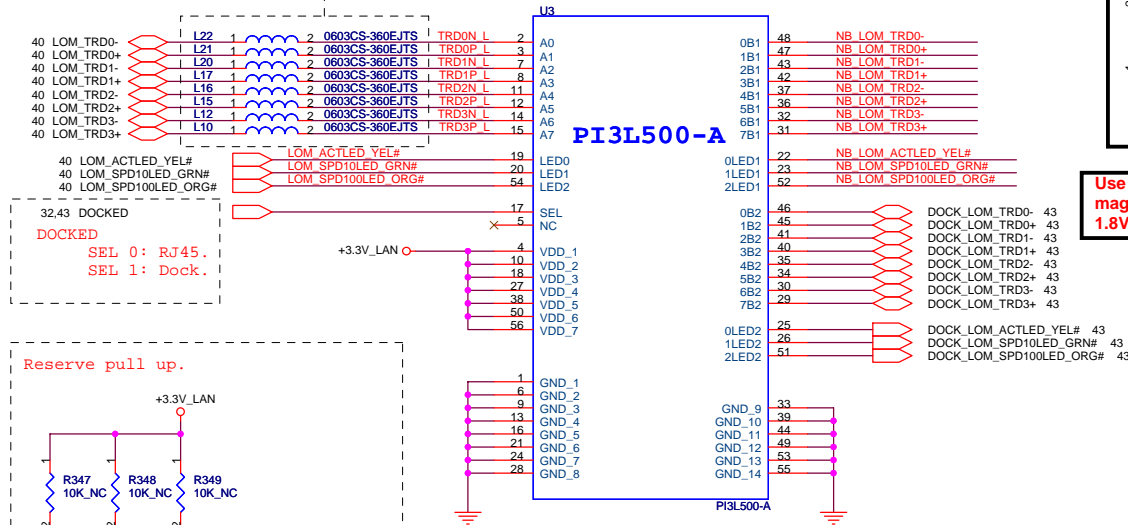 U3
40 LOM_TRD0- L22 1 2 0603CS-360EJTS TRD0N_L 2 A0 0B1 48 NB_LOM_TRD0-
40 LOM_TRD0+ L21 1 2 0603CS-360EJTS TRD0P_L 3 A1 1B1 47 NB_LOM_TRD0+
40 LOM_TRD1- L20 1 2 0603CS-360EJTS TRD1N_L 7 A2 2B1 43 NB_LOM_TRD1-
40 LOM_TRD1+ L17 1 2 0603CS-360EJTS TRD1P_L 8 A3 3B1 42 NB_LOM_TRD1+
40 LOM_TRD2- L16 1 2 0603CS-360EJTS TRD2N_L 11 A4 4B1 37 NB_LOM_TRD2-
40 LOM_TRD2+ L15 1 2 0603CS-360EJTS TRD2P_L 12 A5 5B1 36 NB_LOM_TRD2+
40 LOM_TRD3- L12 1 2 0603CS-360EJTS TRD3N_L 14 A6 6B1 32 NB_LOM_TRD3-
40 LOM_TRD3+ L10 1 2 0603CS-360EJTS TRD3P_L 15 A7 7B1 31 NB_LOM_TRD3+
PI3L500-A
40 LOM_ACTLED_YEL# LOM_ACTLED_YEL# 19 LED0 0LED1 22 NB_LOM_ACTLED_YEL#
40 LOM_SPD10LED_GRN# LOM_SPD10LED_GRN# 20 LED1 1LED1 23 NB_LOM_SPD10LED_GRN#
40 LOM_SPD100LED_ORG# LOM_SPD100LED_ORG# 54 LED2 2LED1 52 NB_LOM_SPD100LED_ORG#
Use
mag
1.8V
32,43 DOCKED 17 SEL 0B2 46 DOCK_LOM_TRD0- 43
5 NC 1B2 45 DOCK_LOM_TRD0+ 43
DOCKED
SEL 0: RJ45.
SEL 1: Dock.
2B2 41 DOCK_LOM_TRD1- 43
+3.3V_LAN 4 VDD_1 3B2 40 DOCK_LOM_TRD1+ 43
10 VDD_2 4B2 35 DOCK_LOM_TRD2- 43
18 VDD_3 5B2 34 DOCK_LOM_TRD2+ 43
27 VDD_4 6B2 30 DOCK_LOM_TRD3- 43
38 VDD_5 7B2 29 DOCK_LOM_TRD3+ 43
50 VDD_6
56 VDD_7
0LED2 25 DOCK_LOM_ACTLED_YEL# 43
1LED2 26 DOCK_LOM_SPD10LED_GRN# 43
2LED2 51 DOCK_LOM_SPD100LED_ORG# 43
Reserve pull up.
+3.3V_LAN
1 GND_1
6 GND_2
9 GND_3 GND_9 33
13 GND_4 GND_10 39
16 GND_5 GND_11 44
21 GND_6 GND_12 49
24 GND_7 GND_13 53
28 GND_8 GND_14 55
1 1 1
R347 R348 R349
10K_NC 10K_NC 10K_NC
PI3L500-A